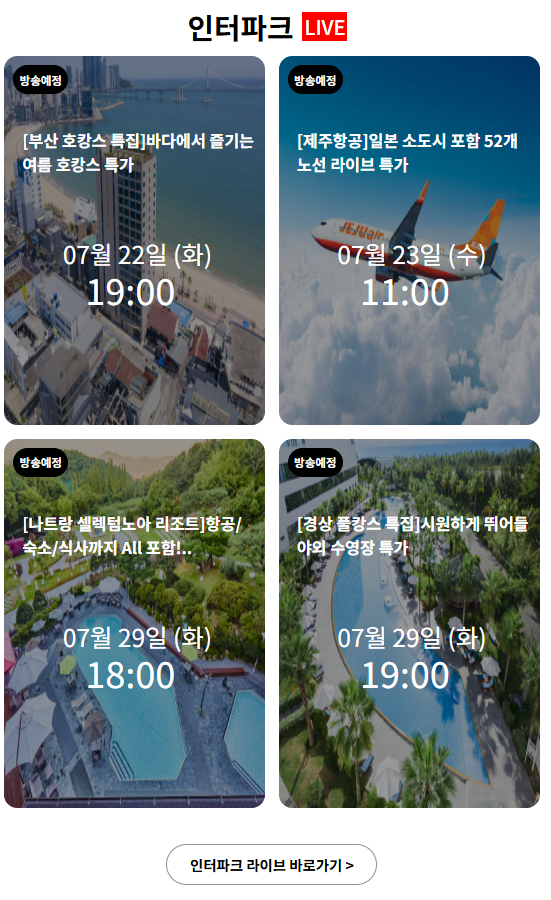 인터파크 LIVE
방송예정
[부산 호캉스 특집]바다에서 즐기는
여름 호캉스 특가
07월 22일 (화)
19:00
방송예정
[제주항공]일본 소도시 포함 52개
노선 라이브 특가
JEJUair
07월 23일 (수)
11:00
방송예정
[나트랑 셀렉텀노아 리조트]항공/
숙소/식사까지 All 포함!..
07월 29일 (화)
18:00
방송예정
[경상 풀캉스 특집]시원하게 뛰어들
야외 수영장 특가
07월 29일 (화)
19:00
인터파크 라이브 바로가기 >